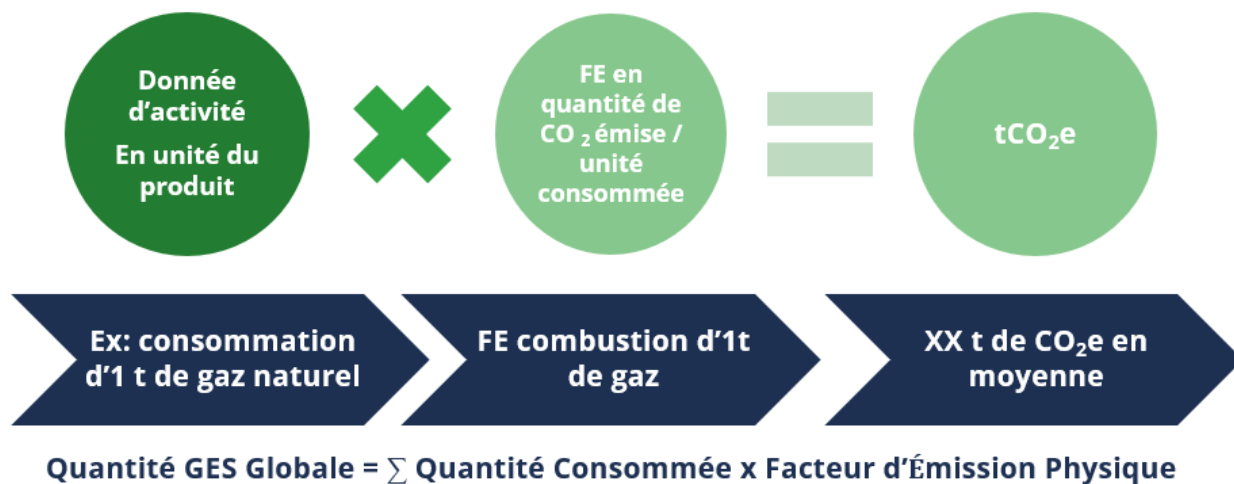 Donnée
d'activité
En unité du
produit
FE en
quantité de
CO₂ émise /
unité
consommée
tCO₂e
Ex: consommation
d'1 t de gaz naturel
FE combustion d'1t
de gaz
XX t de CO₂e en
moyenne
Quantité GES Globale = ∑ Quantité Consommée x Facteur d'Émission Physique